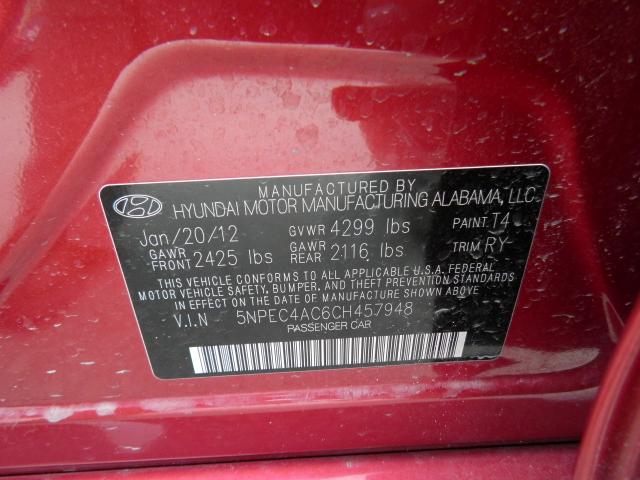 MANUFACTURED BY
HYUNDAI MOTOR MANUFACTURING ALABAMA, LLC
Jan/20/12 GVWR 4299 lbs PAINT T4
GAWR FRONT 2425 lbs GAWR REAR 2116 lbs TRIM RY
THIS VEHICLE CONFORMS TO ALL APPLICABLE U.S.A. FEDERAL
MOTOR VEHICLE SAFETY, BUMPER, AND THEFT PREVENTION STANDARDS
IN EFFECT ON THE DATE OF MANUFACTURE SHOWN ABOVE.
V.I.N 5NPEC4AC6CH457948
PASSENGER CAR